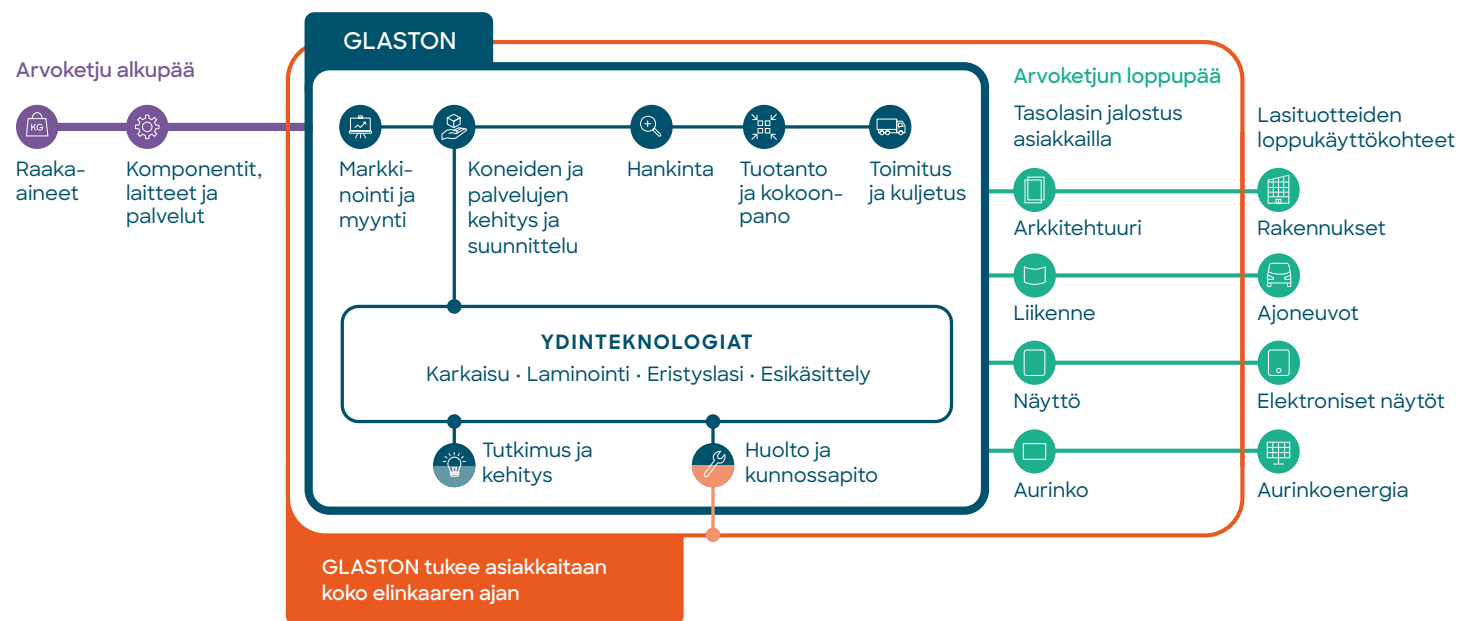 GLASTON
Arvoketju alkupää
KG
Raaka-
aineet
Komponentit,
laitteet ja
palvelut
Markki-
nointi ja
myynti
Koneiden ja
palvelujen
kehitys ja
suunnittelu
Hankinta
Tuotanto
ja kokoon-
pano
Toimitus
ja kuljetus
YDINTEKNOLOGIAT
Karkaisu · Laminointi · Eristyslasi · Esikäsittely
Tutkimus ja
kehitys
Huolto ja
kunnossapito
GLASTON tukee asiakkaitaan
koko elinkaaren ajan
Arvoketjun loppupää
Tasolasin jalostus
asiakkailla
Arkkitehtuuri
Liikenne
Näyttö
Aurinko
Lasituotteiden
loppukäyttökohteet
Rakennukset
Ajoneuvot
Elektroniset näytöt
Aurinkoenergia